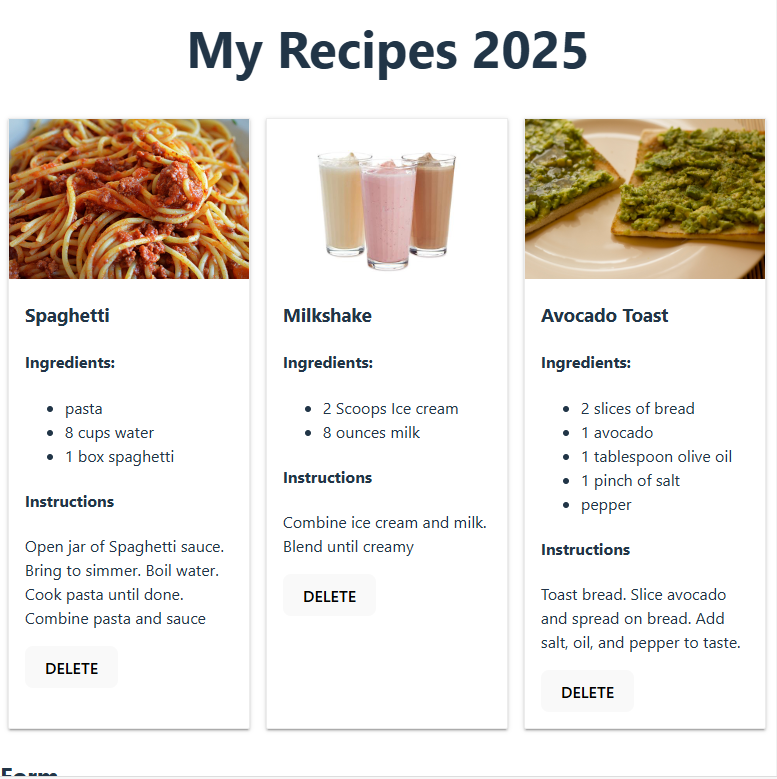 My Recipes 2025
Spaghetti
Ingredients:
pasta
8 cups water
1 box spaghetti
Instructions
Open jar of Spaghetti sauce.
Bring to simmer. Boil water.
Cook pasta until done.
Combine pasta and sauce
DELETE
Milkshake
Ingredients:
2 Scoops Ice cream
8 ounces milk
Instructions
Combine ice cream and milk.
Blend until creamy
DELETE
Avocado Toast
Ingredients:
2 slices of bread
1 avocado
1 tablespoon olive oil
1 pinch of salt
pepper
Instructions
Toast bread. Slice avocado
and spread on bread. Add
salt, oil, and pepper to taste.
DELETE
Form